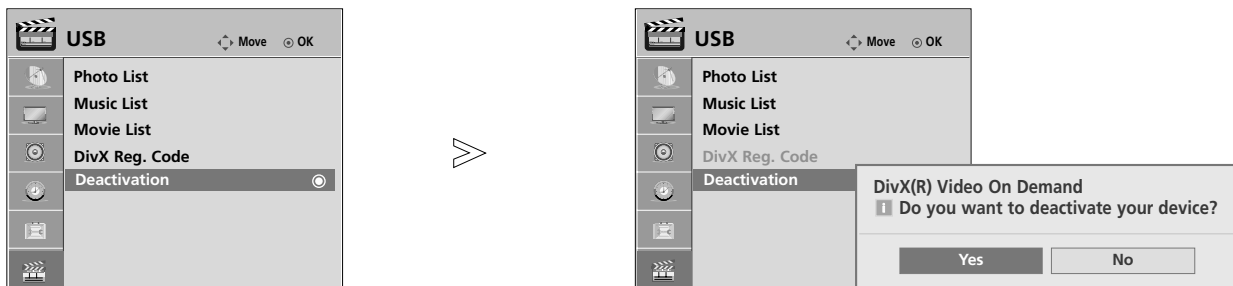 USB Move OK
Photo List
Music List
Movie List
DivX Reg. Code
Deactivation
USB Move OK
Photo List
Music List
Movie List
DivX Reg. Code
Deactivation
DivX(R) Video On Demand
i Do you want to deactivate your device?
Yes No